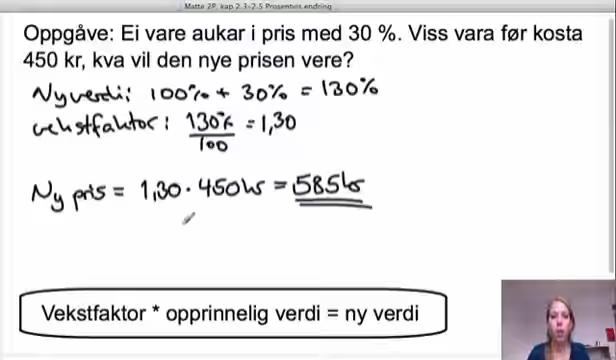 Matte 2P, kap 2.3-2.5 Prosentvis endring
Oppgåve: Ei vare aukar i pris med 30 %. Viss vara før kosta
450 kr, kva vil den nye prisen vere?
Ny verdi: 100% + 30% = 130%
vekstfaktor: 130% / 100 = 1,30
Ny pris = 1,30 · 450kr = 585kr
Vekstfaktor * opprinnelig verdi = ny verdi